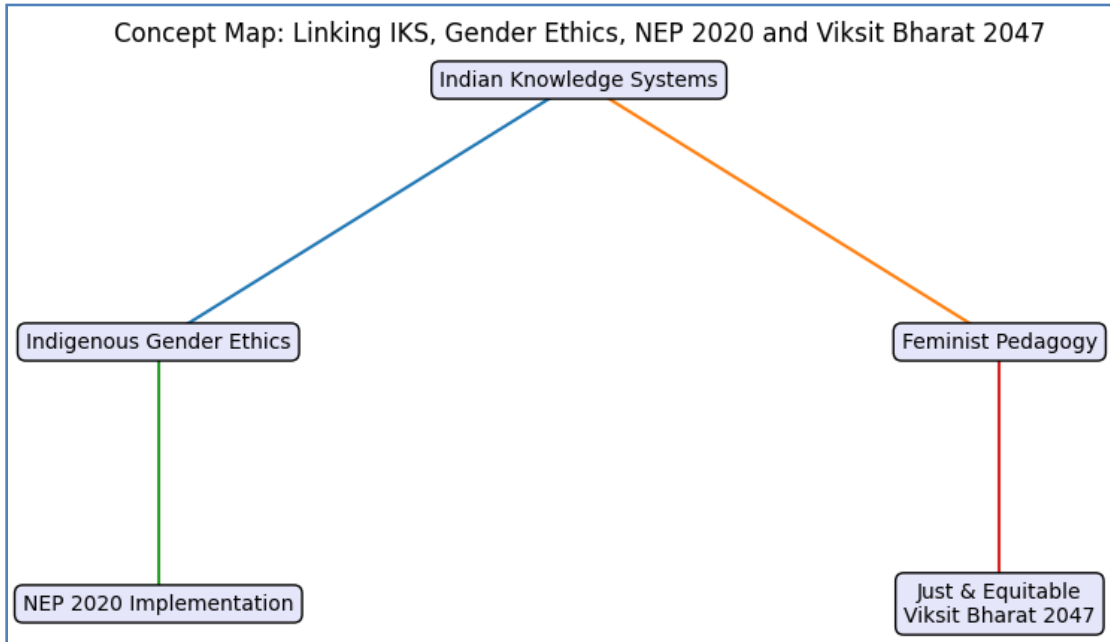 Concept Map: Linking IKS, Gender Ethics, NEP 2020 and Viksit Bharat 2047
Indian Knowledge Systems
Indigenous Gender Ethics
Feminist Pedagogy
NEP 2020 Implementation
Just & Equitable
Viksit Bharat 2047